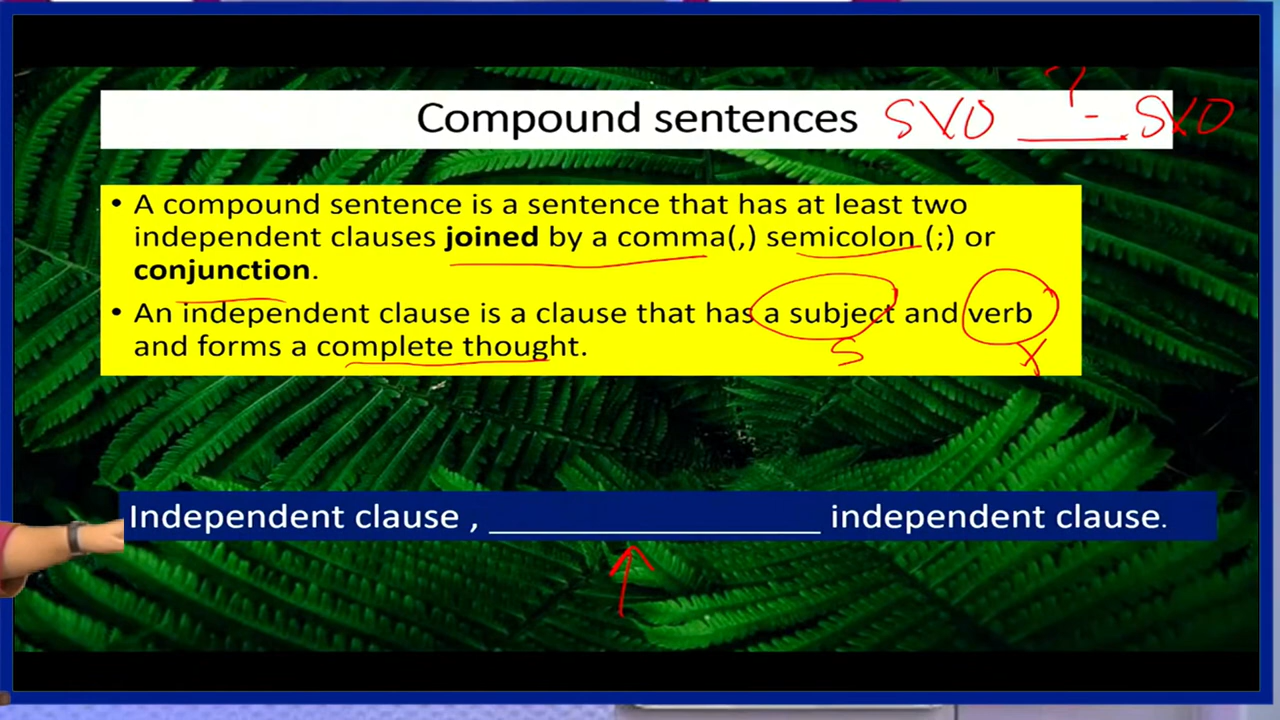 Compound sentences SVO ? - SVO
• A compound sentence is a sentence that has at least two
independent clauses joined by a comma(,) semicolon (;) or
conjunction.
• An independent clause is a clause that has a subject and verb
and forms a complete thought.
S V
Independent clause , _______________ independent clause.